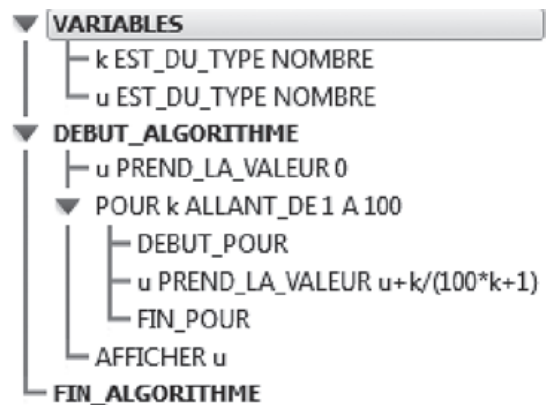 VARIABLES
k EST_DU_TYPE NOMBRE
u EST_DU_TYPE NOMBRE
DEBUT_ALGORITHME
u PREND_LA_VALEUR 0
POUR k ALLANT_DE 1 A 100
DEBUT_POUR
u PREND_LA_VALEUR u+k/(100*k+1)
FIN_POUR
AFFICHER u
FIN_ALGORITHME